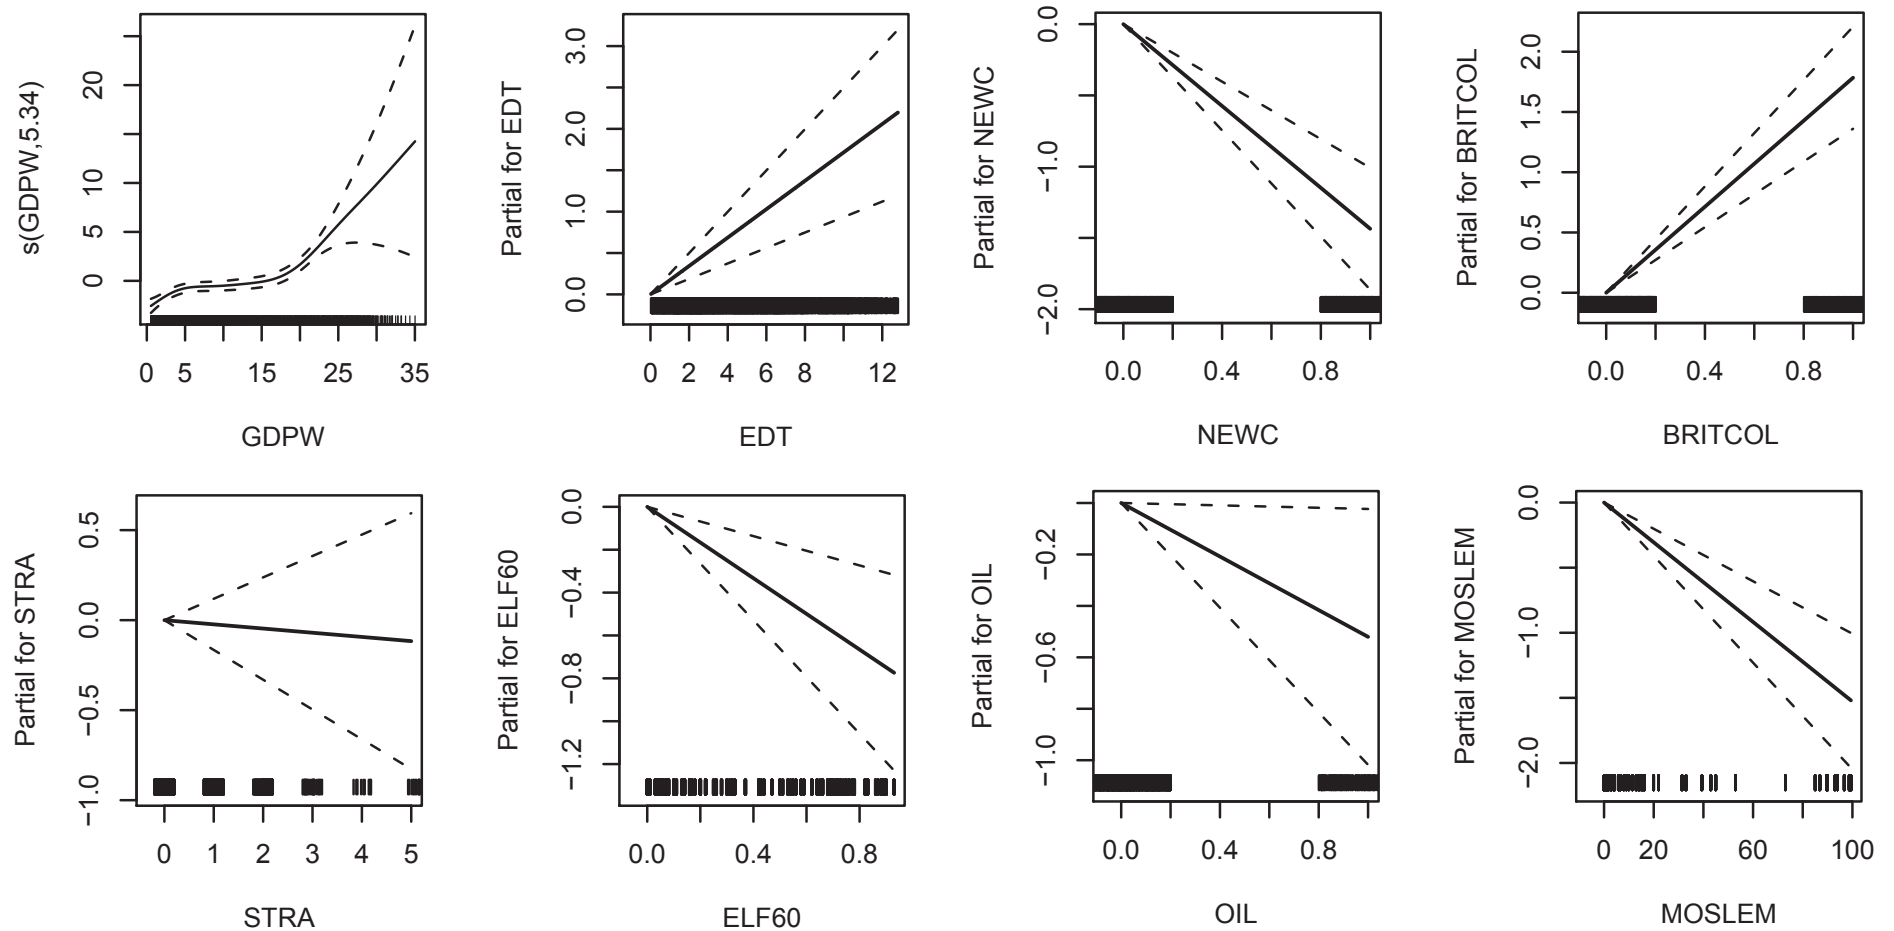 s(GDPW,5.34)
20
10
5
0
0 5 15 25 35
GDPW
Partial for EDT
3.0
2.0
1.0
0.0
0 2 4 6 8 12
EDT
Partial for NEWC
0.0
−1.0
−2.0
0.0 0.4 0.8
NEWC
Partial for BRITCOL
2.0
1.5
1.0
0.5
0.0
0.0 0.4 0.8
BRITCOL
Partial for STRA
0.5
0.0
−0.5
−1.0
0 1 2 3 4 5
STRA
Partial for ELF60
0.0
−0.4
−0.8
−1.2
0.0 0.4 0.8
ELF60
Partial for OIL
−0.2
−0.6
−1.0
0.0 0.4 0.8
OIL
Partial for MOSLEM
0.0
−1.0
−2.0
0 20 60 100
MOSLEM